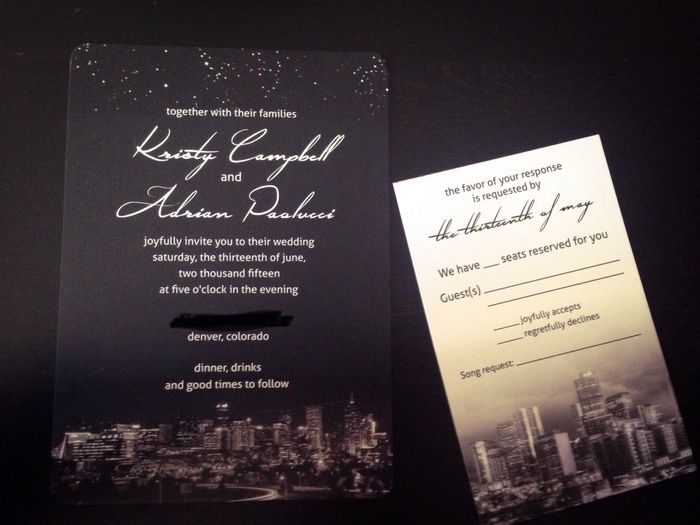 together with their families
Kristy Campbell
and
Adrian Paolucci
joyfully invite you to their wedding
saturday, the thirteenth of june,
two thousand fifteen
at five o'clock in the evening
denver, colorado
dinner, drinks
and good times to follow
the favor of your response
is requested by
the thirteenth of may
We have ___ seats reserved for you
Guest(s) ___
___ joyfully accepts
___ regretfully declines
Song request: ___